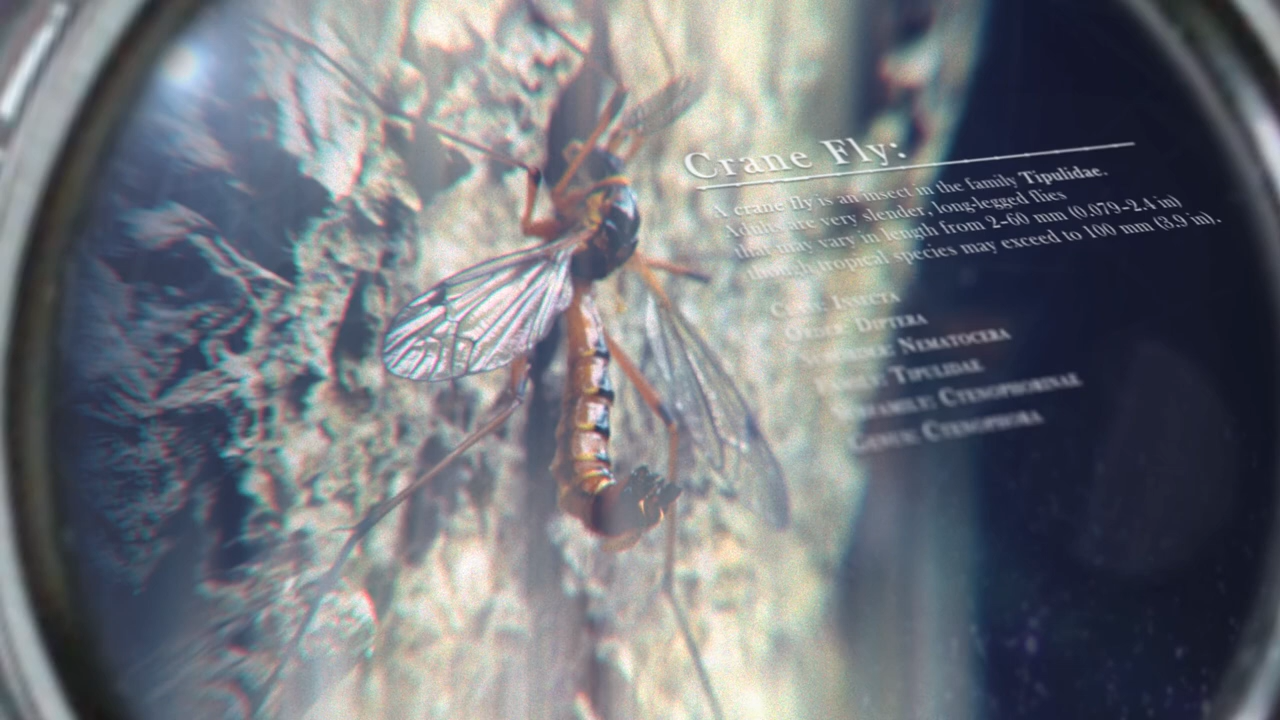 Crane Fly:
A crane fly is an insect in the family Tipulidae.
Adults are very slender, long-legged flies
that may vary in length from 2-60 mm (0.079-2.4 in)
though tropical species may exceed to 100 mm (3.9 in).
Class: Insecta
Order: Diptera
Suborder: Nematocera
Family: Tipulidae
Subfamily: Ctenophorinae
Genus: Ctenophora